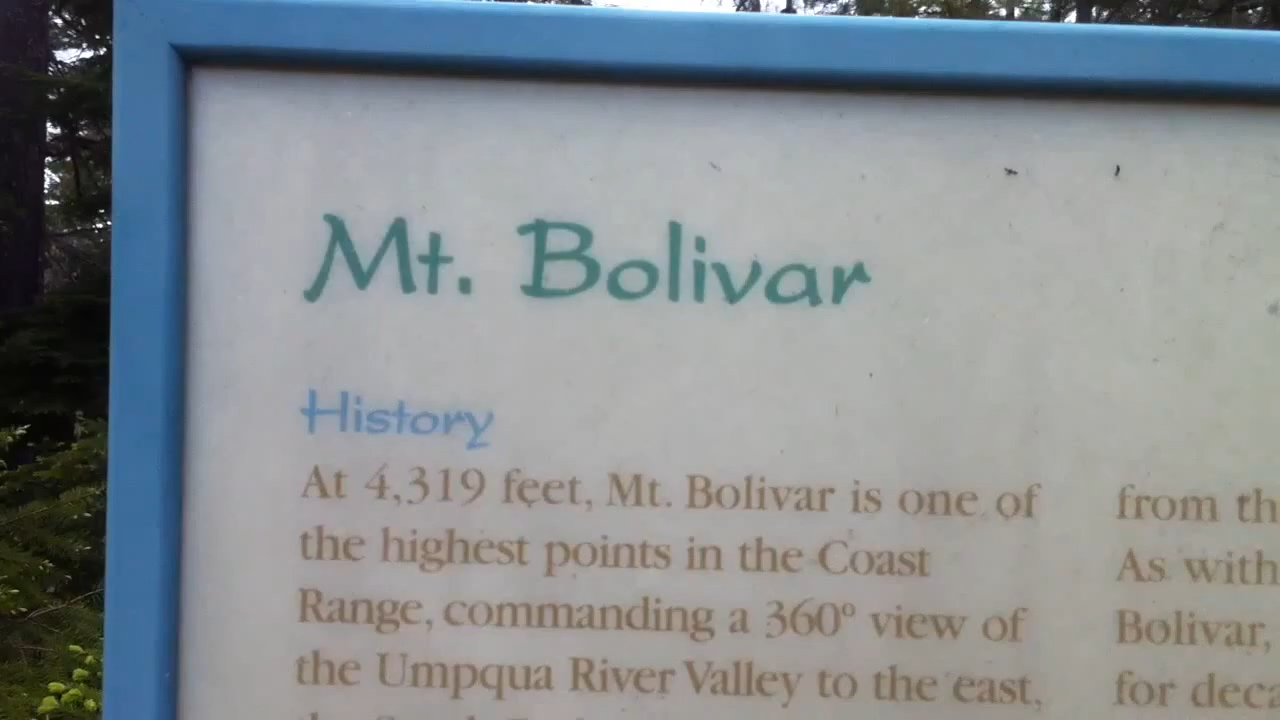 Mt. Bolivar
History
At 4,319 feet, Mt. Bolivar is one of
the highest points in the Coast
Range, commanding a 360º view of
the Umpqua River Valley to the east,
from th
As with
Bolivar,
for deca